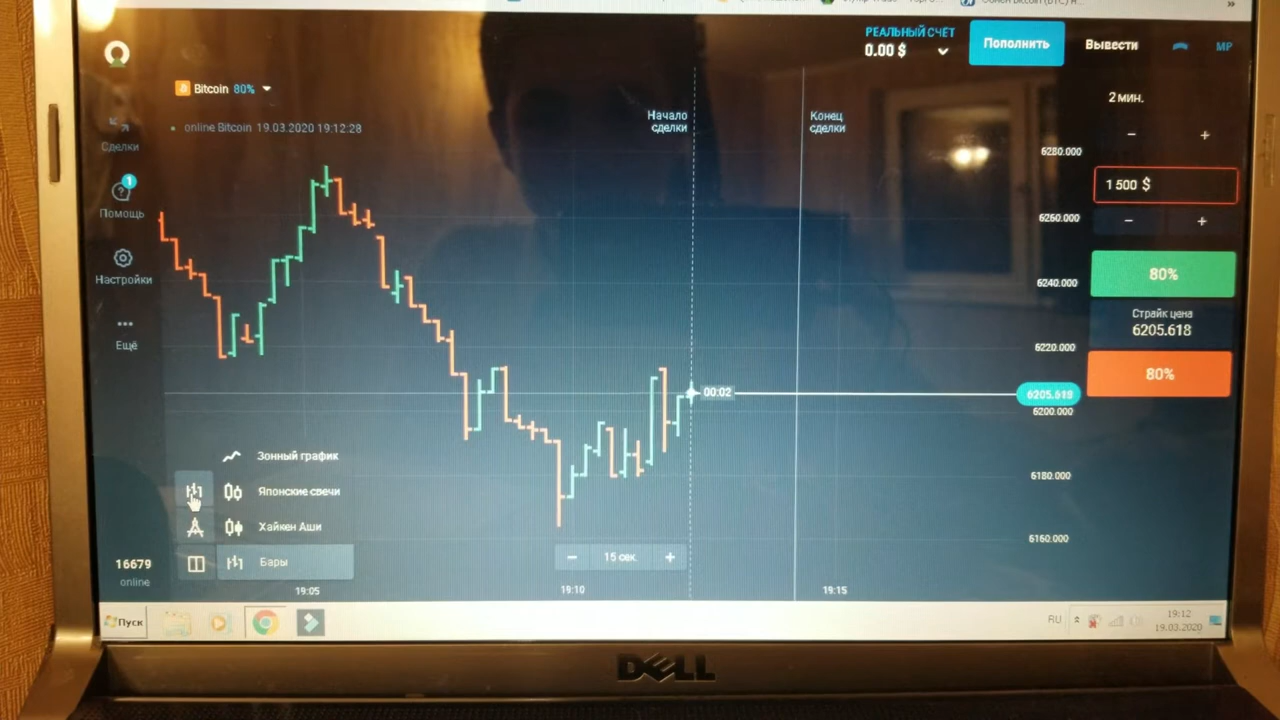 РЕАЛЬНЫЙ СЧЁТ
0.00 $
Пополнить
Вывести
MP
Bitcoin 80%
online Bitcoin 19.03.2020 19:12:28
Начало
сделки
Конец
сделки
2 мин.
− +
1 500 $
− +
80%
Страйк цена
6205.618
80%
Сделки
1
Помощь
Настройки
Ещё
6280.000
6260.000
6240.000
6220.000
00:02
6205.618
6200.000
6180.000
6160.000
Зонный график
Японские свечи
Хайкен Аши
Бары
− 15 сек. +
16679
online
19:05
19:10
19:15
Пуск
RU
19:12
19.03.2020
DELL